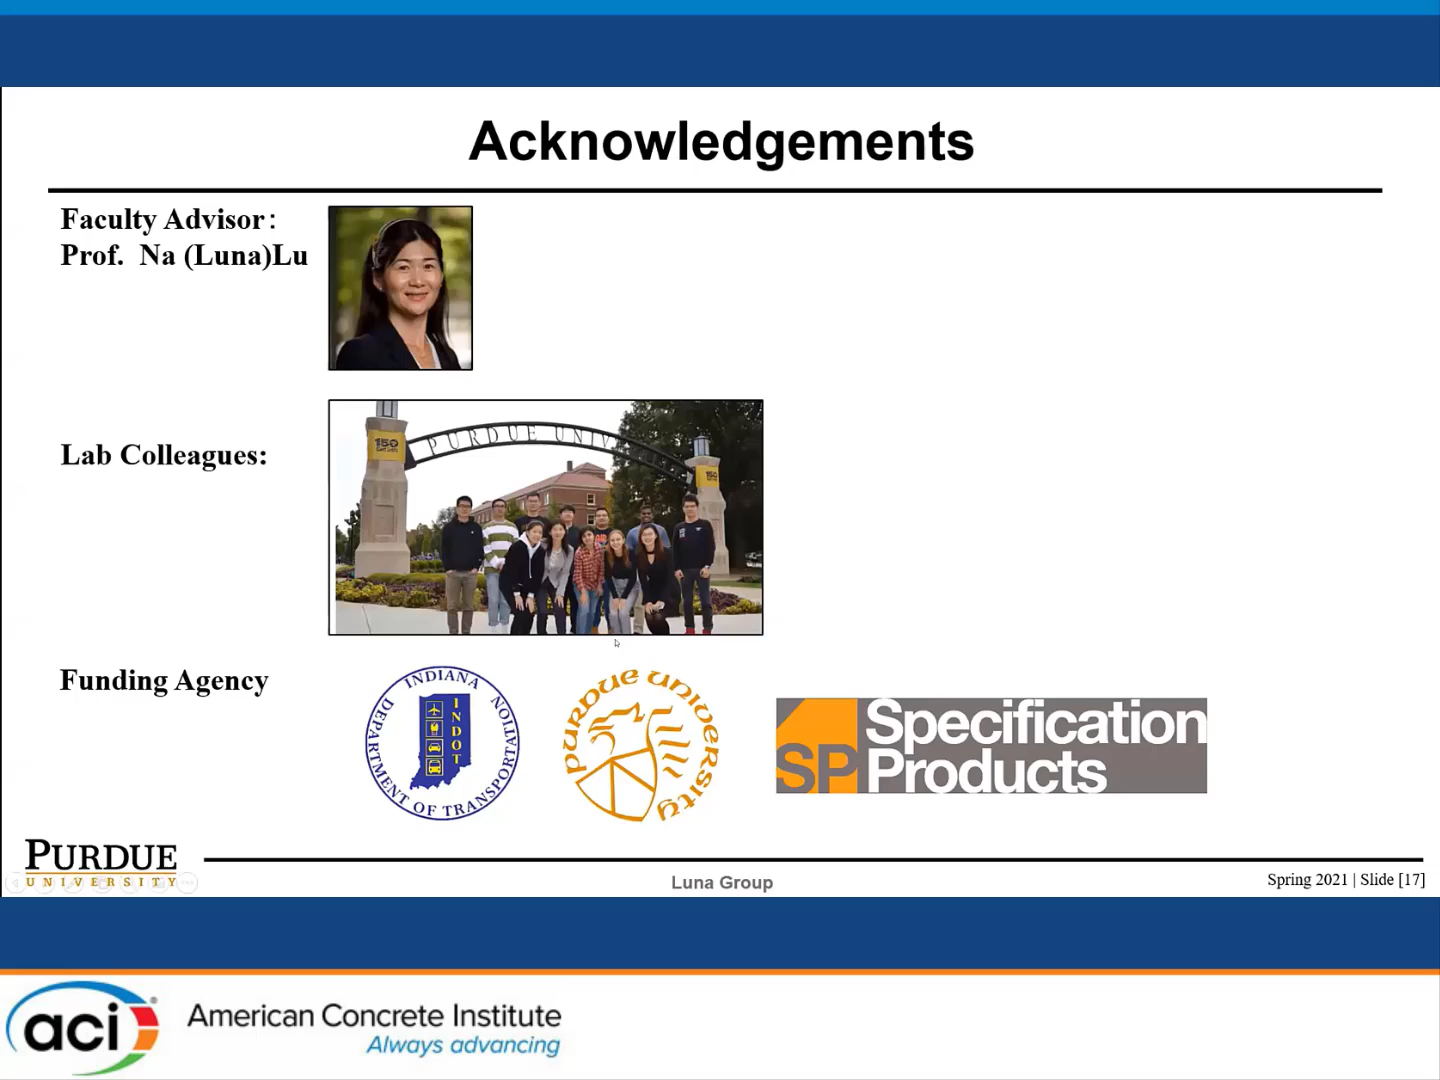 Acknowledgements
Faculty Advisor:
Prof. Na (Luna)Lu
Lab Colleagues:
150
PURDUE UNIV
150
Funding Agency
INDIANA
DEPARTMENT OF TRANSPORTATION
INDOT
PURDUE UNIVERSITY
SP Specification
Products
PURDUE
UNIVERSITY
Luna Group
Spring 2021 | Slide [17]
aci
American Concrete Institute
Always advancing